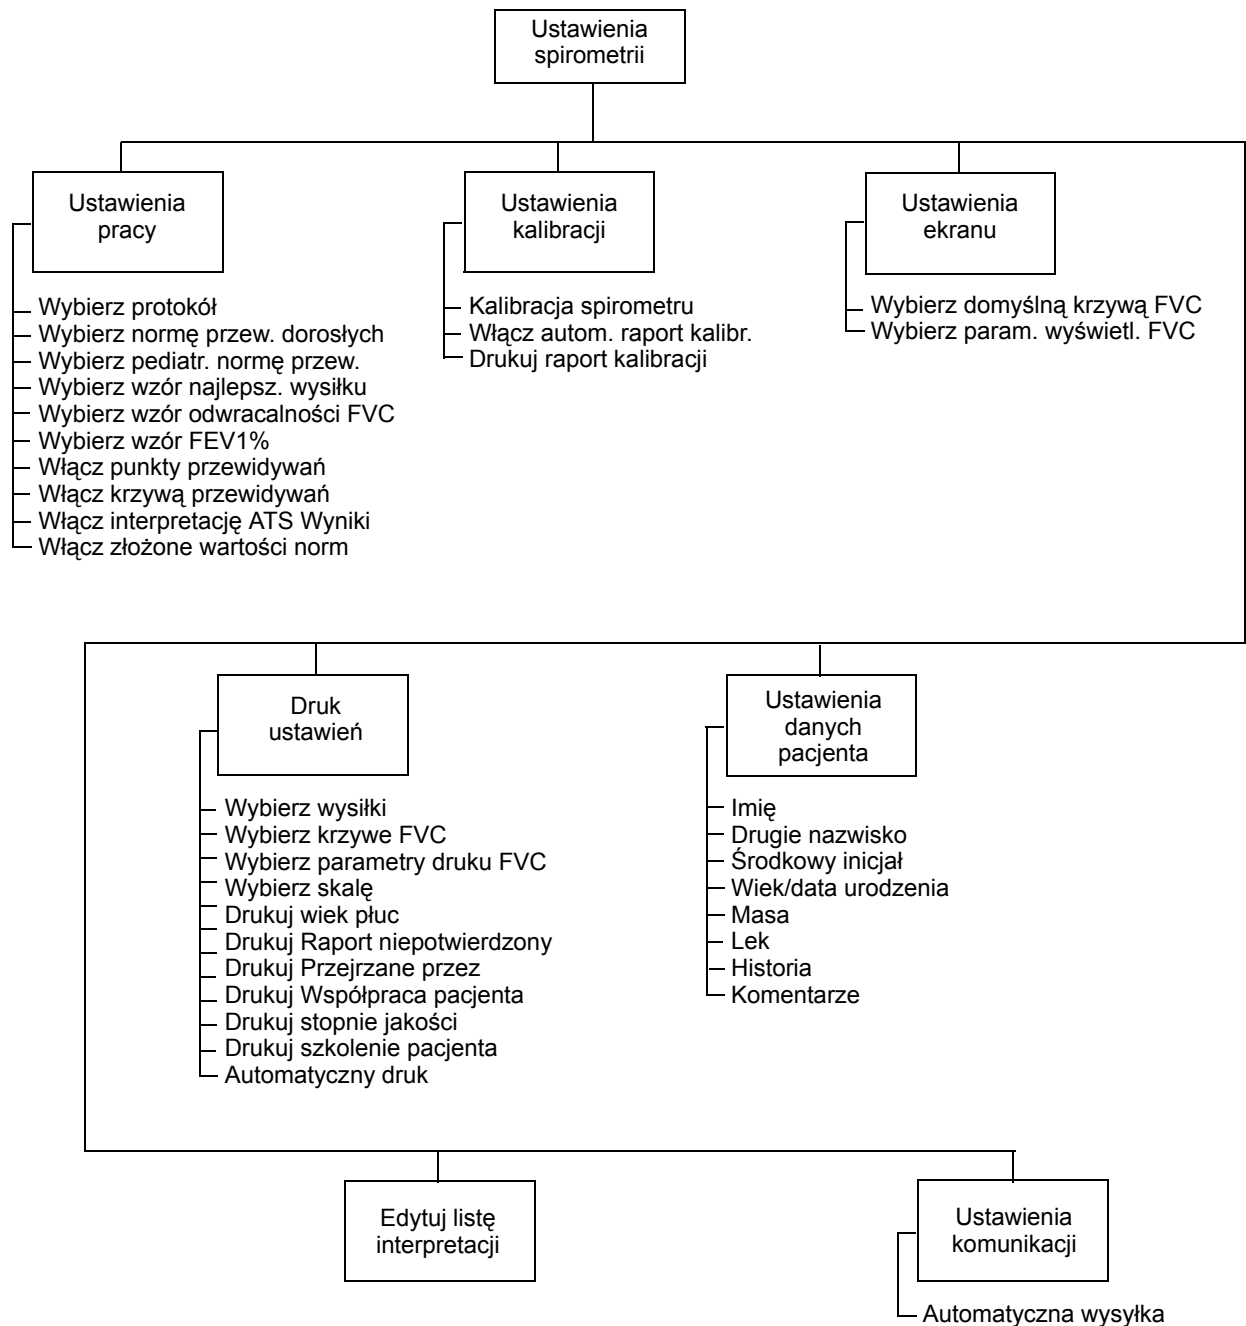 Ustawienia
spirometrii
Ustawienia
pracy
Wybierz protokół
Wybierz normę przew. dorosłych
Wybierz pediatr. normę przew.
Wybierz wzór najlepsz. wysiłku
Wybierz wzór odwracalności FVC
Wybierz wzór FEV1%
Włącz punkty przewidywań
Włącz krzywą przewidywań
Włącz interpretację ATS Wyniki
Włącz złożone wartości norm
Ustawienia
kalibracji
Kalibracja spirometru
Włącz autom. raport kalibr.
Drukuj raport kalibracji
Ustawienia
ekranu
Wybierz domyślną krzywą FVC
Wybierz param. wyświetl. FVC
Druk
ustawień
Wybierz wysiłki
Wybierz krzywe FVC
Wybierz parametry druku FVC
Wybierz skalę
Drukuj wiek płuc
Drukuj Raport niepotwierdzony
Drukuj Przejrzane przez
Drukuj Współpraca pacjenta
Drukuj stopnie jakości
Drukuj szkolenie pacjenta
Automatyczny druk
Ustawienia
danych
pacjenta
Imię
Drugie nazwisko
Środkowy inicjał
Wiek/data urodzenia
Masa
Lek
Historia
Komentarze
Edytuj listę
interpretacji
Ustawienia
komunikacji
Automatyczna wysyłka